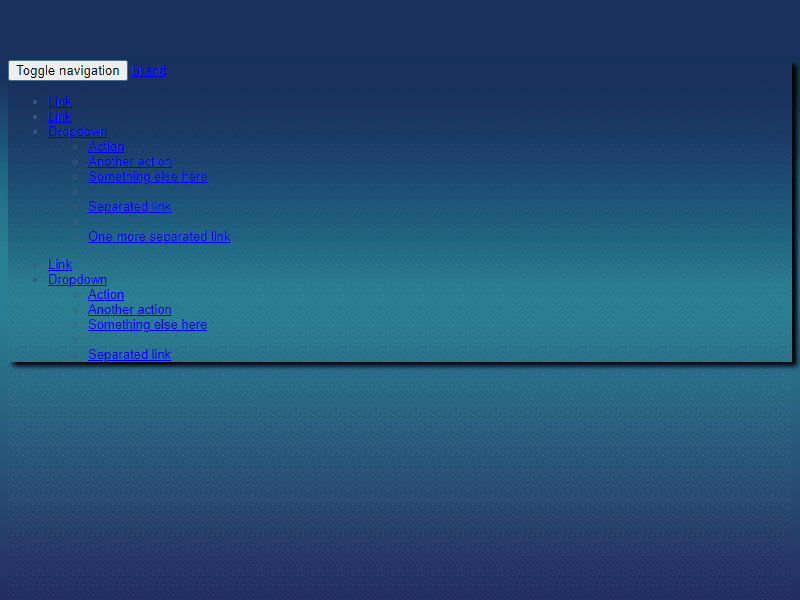 Toggle navigation Brand
Link
Link
Dropdown
Action
Another action
Something else here
Separated link
One more separated link
Link
Dropdown
Action
Another action
Something else here
Separated link